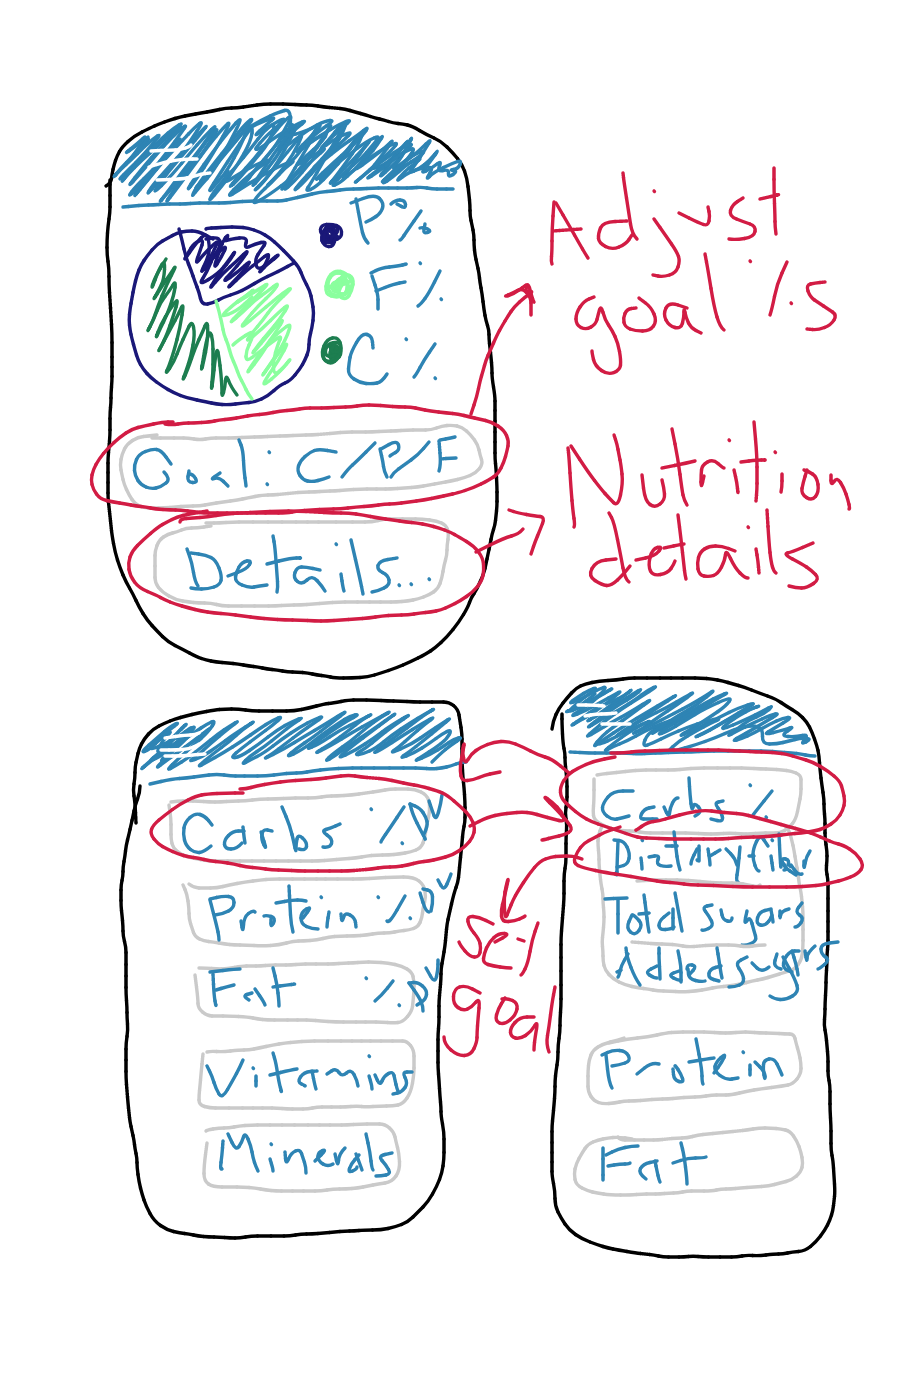 P%
F%
C %
Adjust
goal %s
Goal: C/P/F
Details...
Nutrition
details
Carbs %DV
Protein %DV
Fat %DV
Vitamins
Minerals
Carbs %
Dietary fiber
Total sugars
Added sugars
Protein
Fat
set
goal